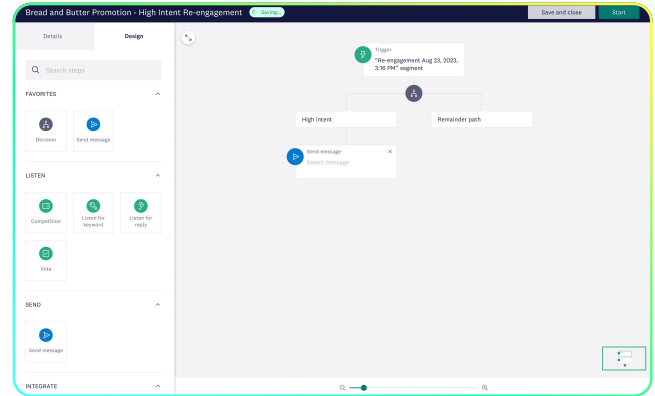 Bread and Butter Promotion - High Intent Re-engagement
Saving...
Save and close
Start
Details
Design
Search steps
FAVORITES
Decision
Send message
LISTEN
Competition
Listen for
keyword
Listen for
reply
Vote
SEND
Send message
INTEGRATE
Trigger
"Re-engagement Aug 23, 2023,
3:16 PM" segment
High intent
Remainder path
Send message
Select message